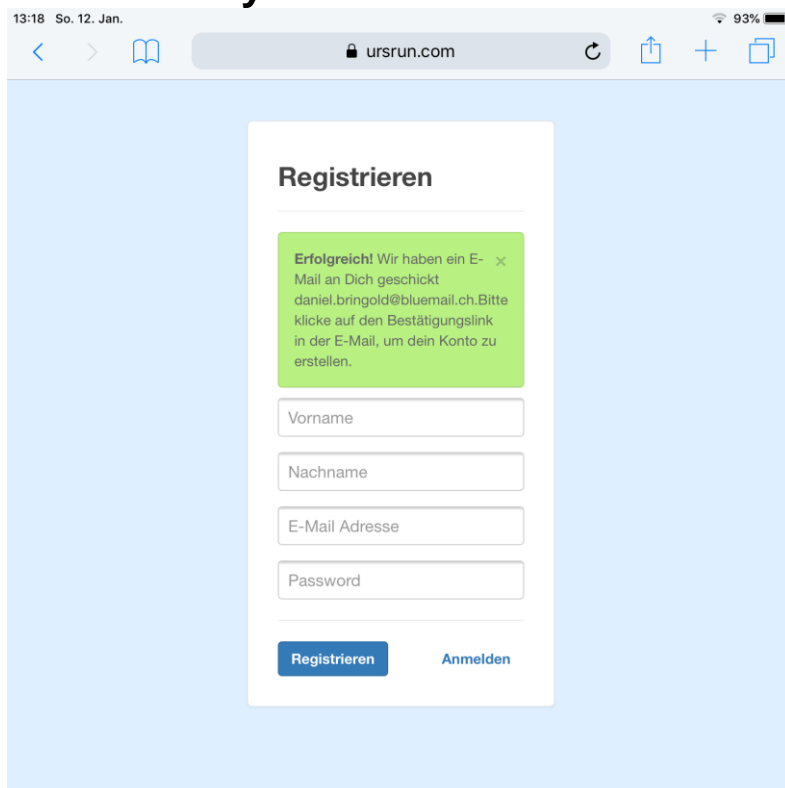 13:18 So. 12. Jan.
93%
ursrun.com
Registrieren
Erfolgreich! Wir haben ein E-
Mail an Dich geschickt
daniel.bringold@bluemail.ch.Bitte
klicke auf den Bestätigungslink
in der E-Mail, um dein Konto zu
erstellen.
Vorname
Nachname
E-Mail Adresse
Password
Registrieren Anmelden